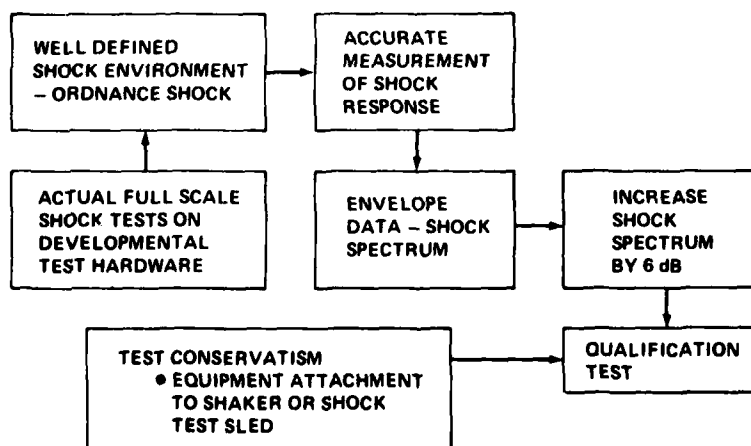 WELL DEFINED
SHOCK ENVIRONMENT
– ORDNANCE SHOCK
ACCURATE
MEASUREMENT
OF SHOCK
RESPONSE
ACTUAL FULL SCALE
SHOCK TESTS ON
DEVELOPMENTAL
TEST HARDWARE
ENVELOPE
DATA – SHOCK
SPECTRUM
INCREASE
SHOCK
SPECTRUM
BY 6 dB
TEST CONSERVATISM
● EQUIPMENT ATTACHMENT
TO SHAKER OR SHOCK
TEST SLED
QUALIFICATION
TEST